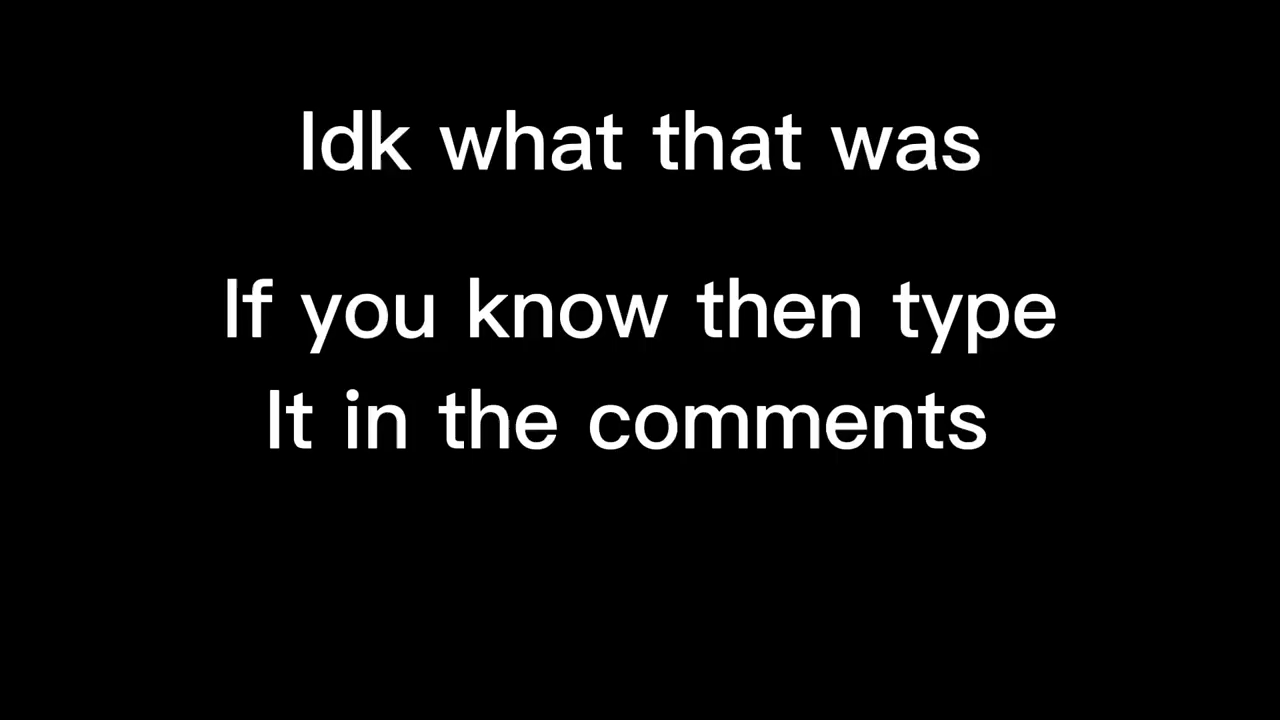 Idk what that was
If you know then type
It in the comments